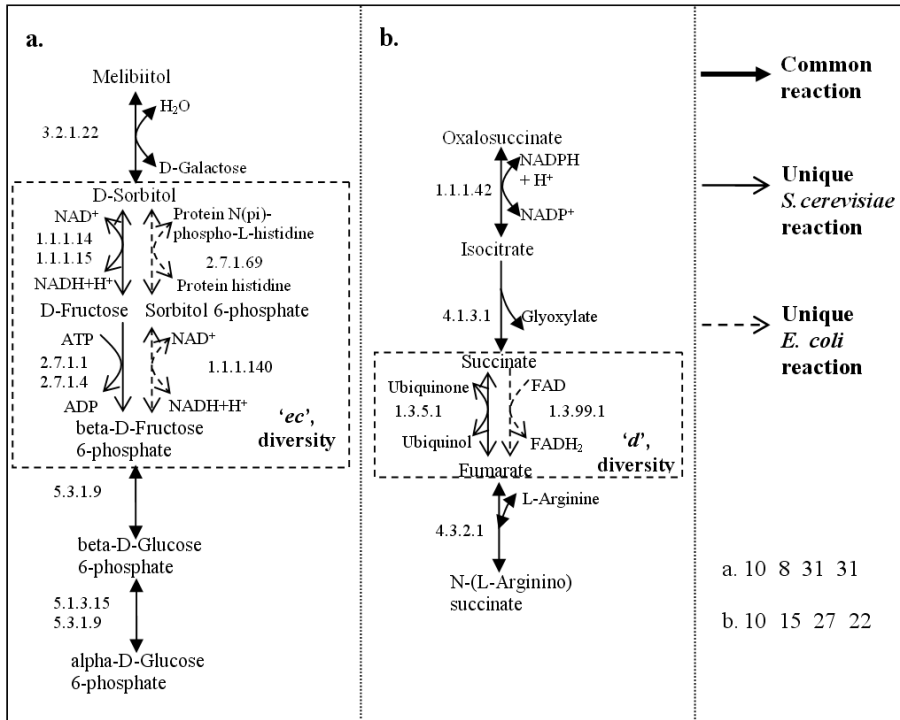 a.
Melibiitol
H₂O
3.2.1.22
D-Galactose
D-Sorbitol
NAD⁺
1.1.1.14
1.1.1.15
NADH+H⁺
Protein N(pi)-
phospho-L-histidine
2.7.1.69
Protein histidine
D-Fructose
Sorbitol 6-phosphate
ATP
2.7.1.1
2.7.1.4
ADP
NAD⁺
1.1.1.140
NADH+H⁺
beta-D-Fructose
6-phosphate
'ec',
diversity
5.3.1.9
beta-D-Glucose
6-phosphate
5.1.3.15
5.3.1.9
alpha-D-Glucose
6-phosphate
b.
Oxalosuccinate
NADPH
+ H⁺
1.1.1.42
NADP⁺
Isocitrate
4.1.3.1
Glyoxylate
Succinate
Ubiquinone
1.3.5.1
Ubiquinol
FAD
1.3.99.1
FADH₂
Fumarate
'd',
diversity
L-Arginine
4.3.2.1
N-(L-Arginino)
succinate
Common
reaction
Unique
S.cerevisiae
reaction
Unique
E. coli
reaction
a. 10 8 31 31
b. 10 15 27 22